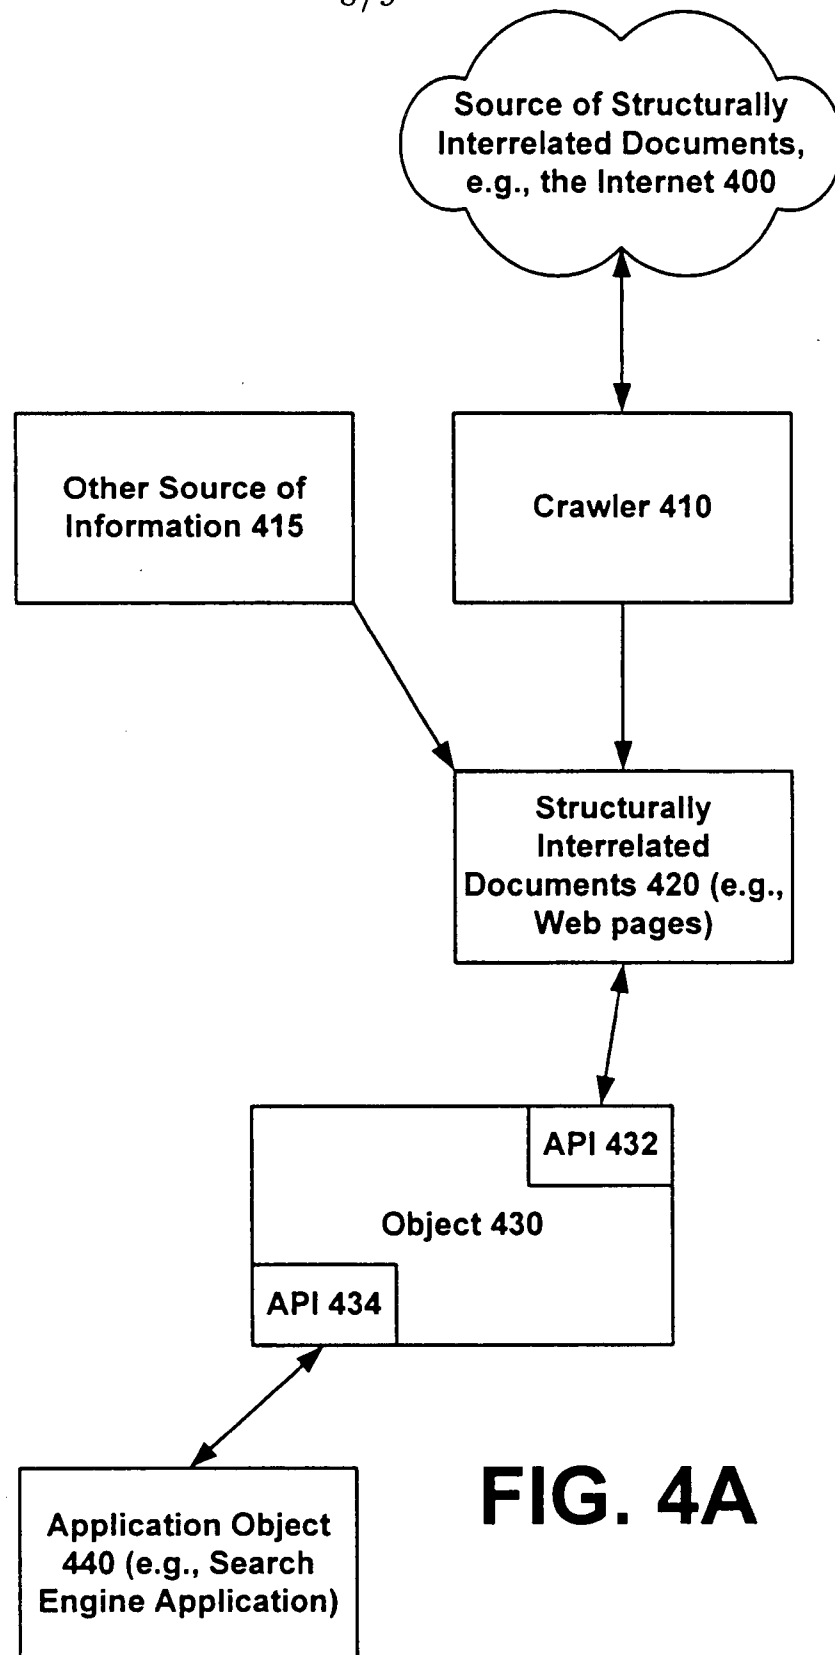 Source of Structurally
Interrelated Documents,
e.g., the Internet 400
Other Source of
Information 415
Crawler 410
Structurally
Interrelated
Documents 420 (e.g.,
Web pages)
API 432
Object 430
API 434
Application Object
440 (e.g., Search
Engine Application)
FIG. 4A